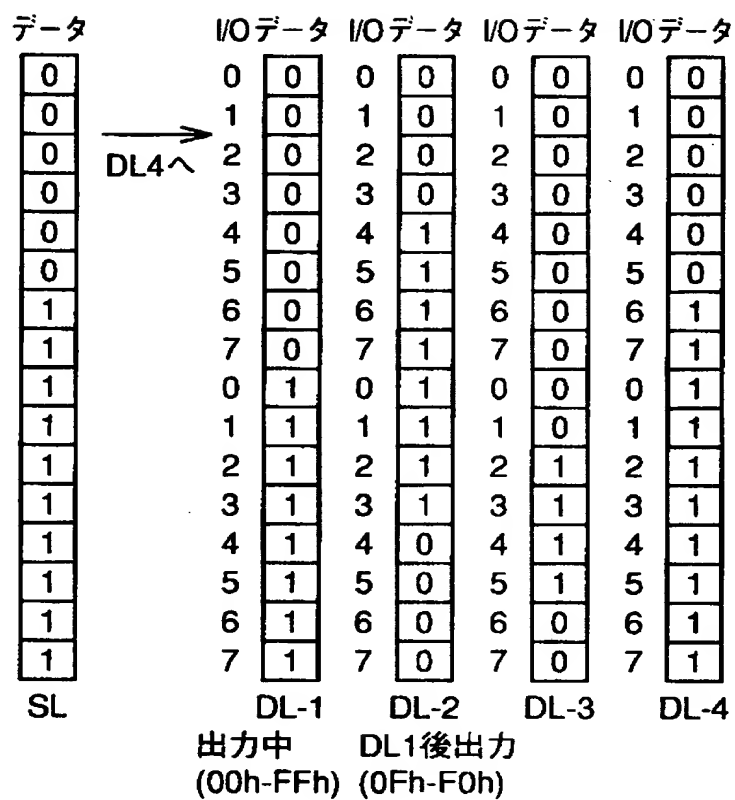 データ I/Oデータ I/Oデータ I/Oデータ I/Oデータ
0 0 0 0 0 0 0 0 0
0 1 0 1 0 1 0 1 0
0 2 0 2 0 2 0 2 0
DL4へ
0 3 0 3 0 3 0 3 0
0 4 0 4 1 4 0 4 0
0 5 0 5 1 5 0 5 0
1 6 0 6 1 6 0 6 1
1 7 0 7 1 7 0 7 1
1 0 1 0 1 0 0 0 1
1 1 1 1 1 1 0 1 1
1 2 1 2 1 2 1 2 1
1 3 1 3 1 3 1 3 1
1 4 1 4 0 4 1 4 1
1 5 1 5 0 5 1 5 1
1 6 1 6 0 6 0 6 1
1 7 1 7 0 7 0 7 1
SL DL-1 DL-2 DL-3 DL-4
出力中 DL1後出力
(00h-FFh) (0Fh-F0h)